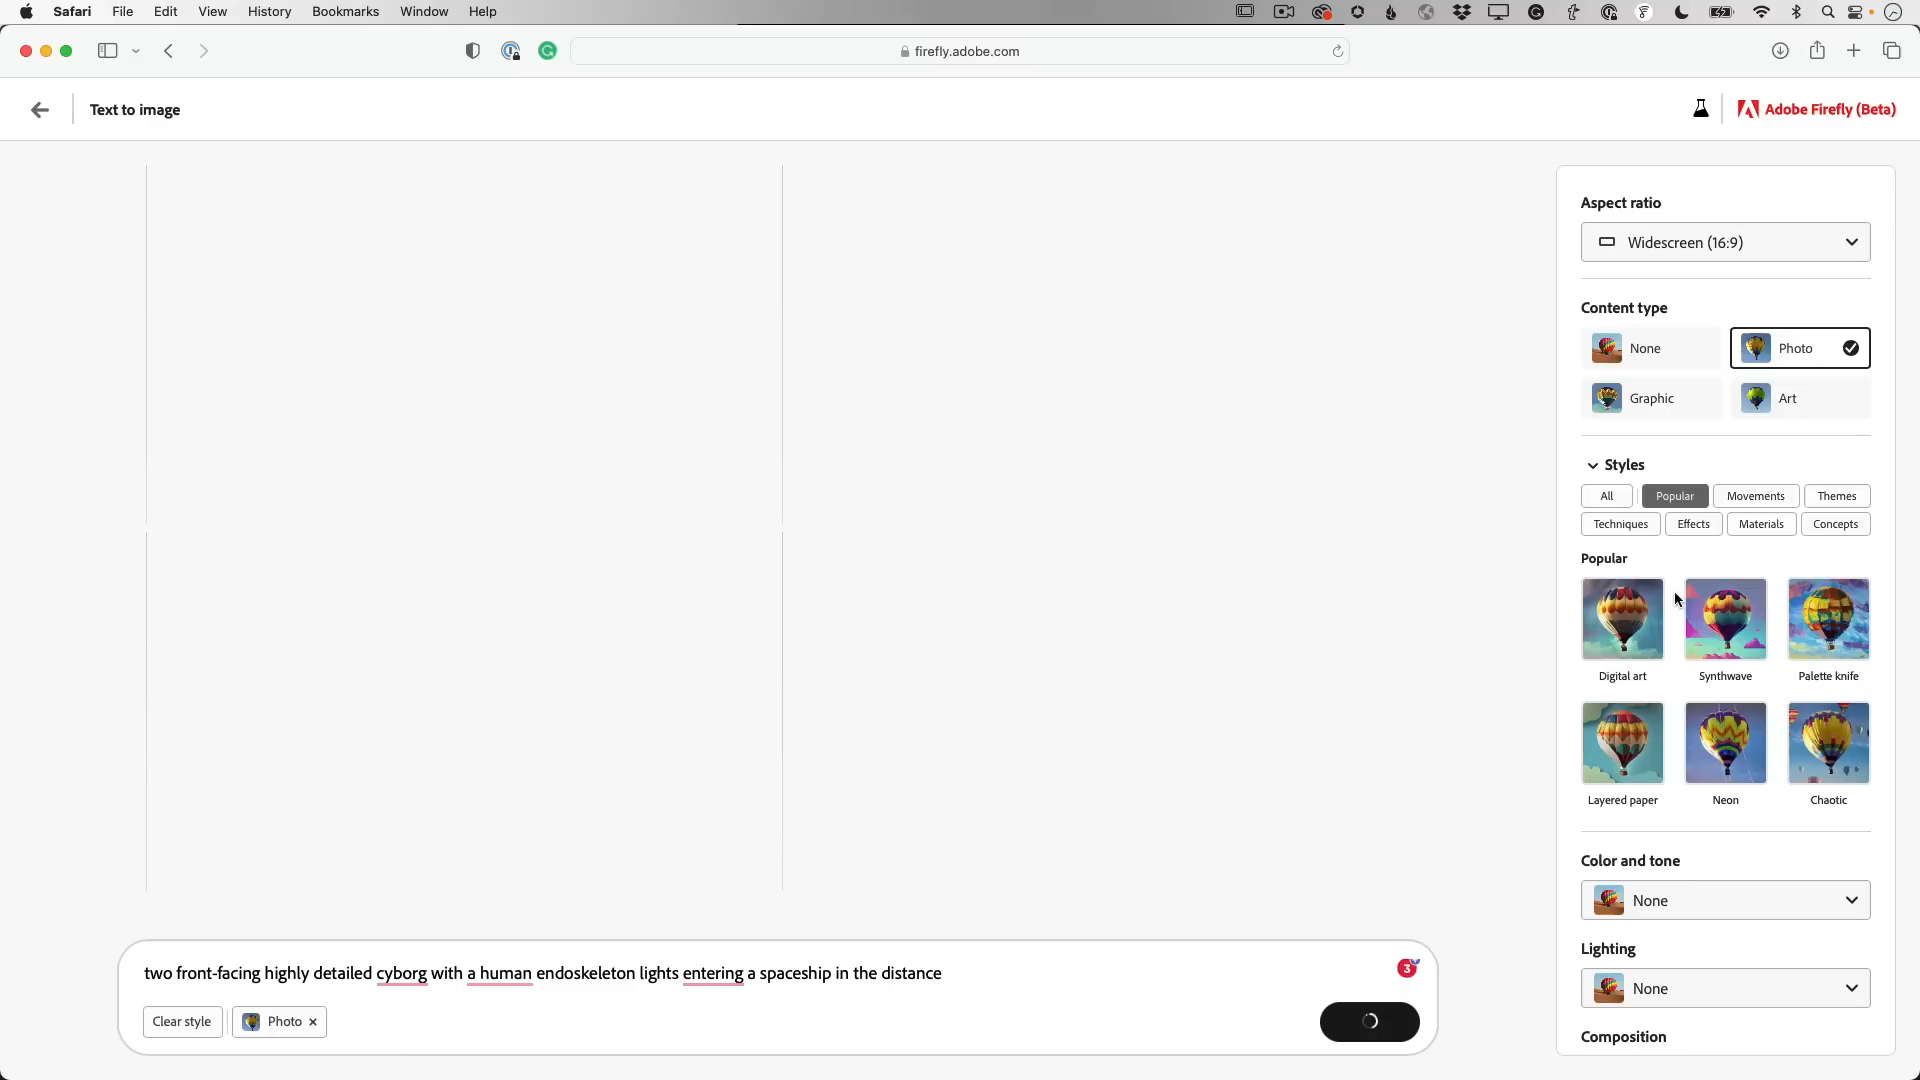 Safari File Edit View History Bookmarks Window Help
firefly.adobe.com
Text to image
Adobe Firefly (Beta)
Aspect ratio
Widescreen (16:9)
Content type
None Photo
Graphic Art
Styles
All Popular Movements Themes
Techniques Effects Materials Concepts
Popular
Digital art Synthwave Palette knife
Layered paper Neon Chaotic
Color and tone
None
Lighting
None
Composition
two front-facing highly detailed cyborg with a human endoskeleton lights entering a spaceship in the distance
3
Clear style Photo ×